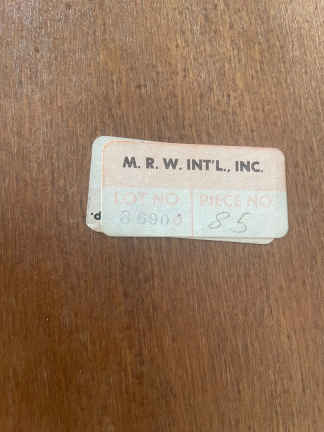 M. R. W. INT'L., INC.
LOT NO PIECE NO
85